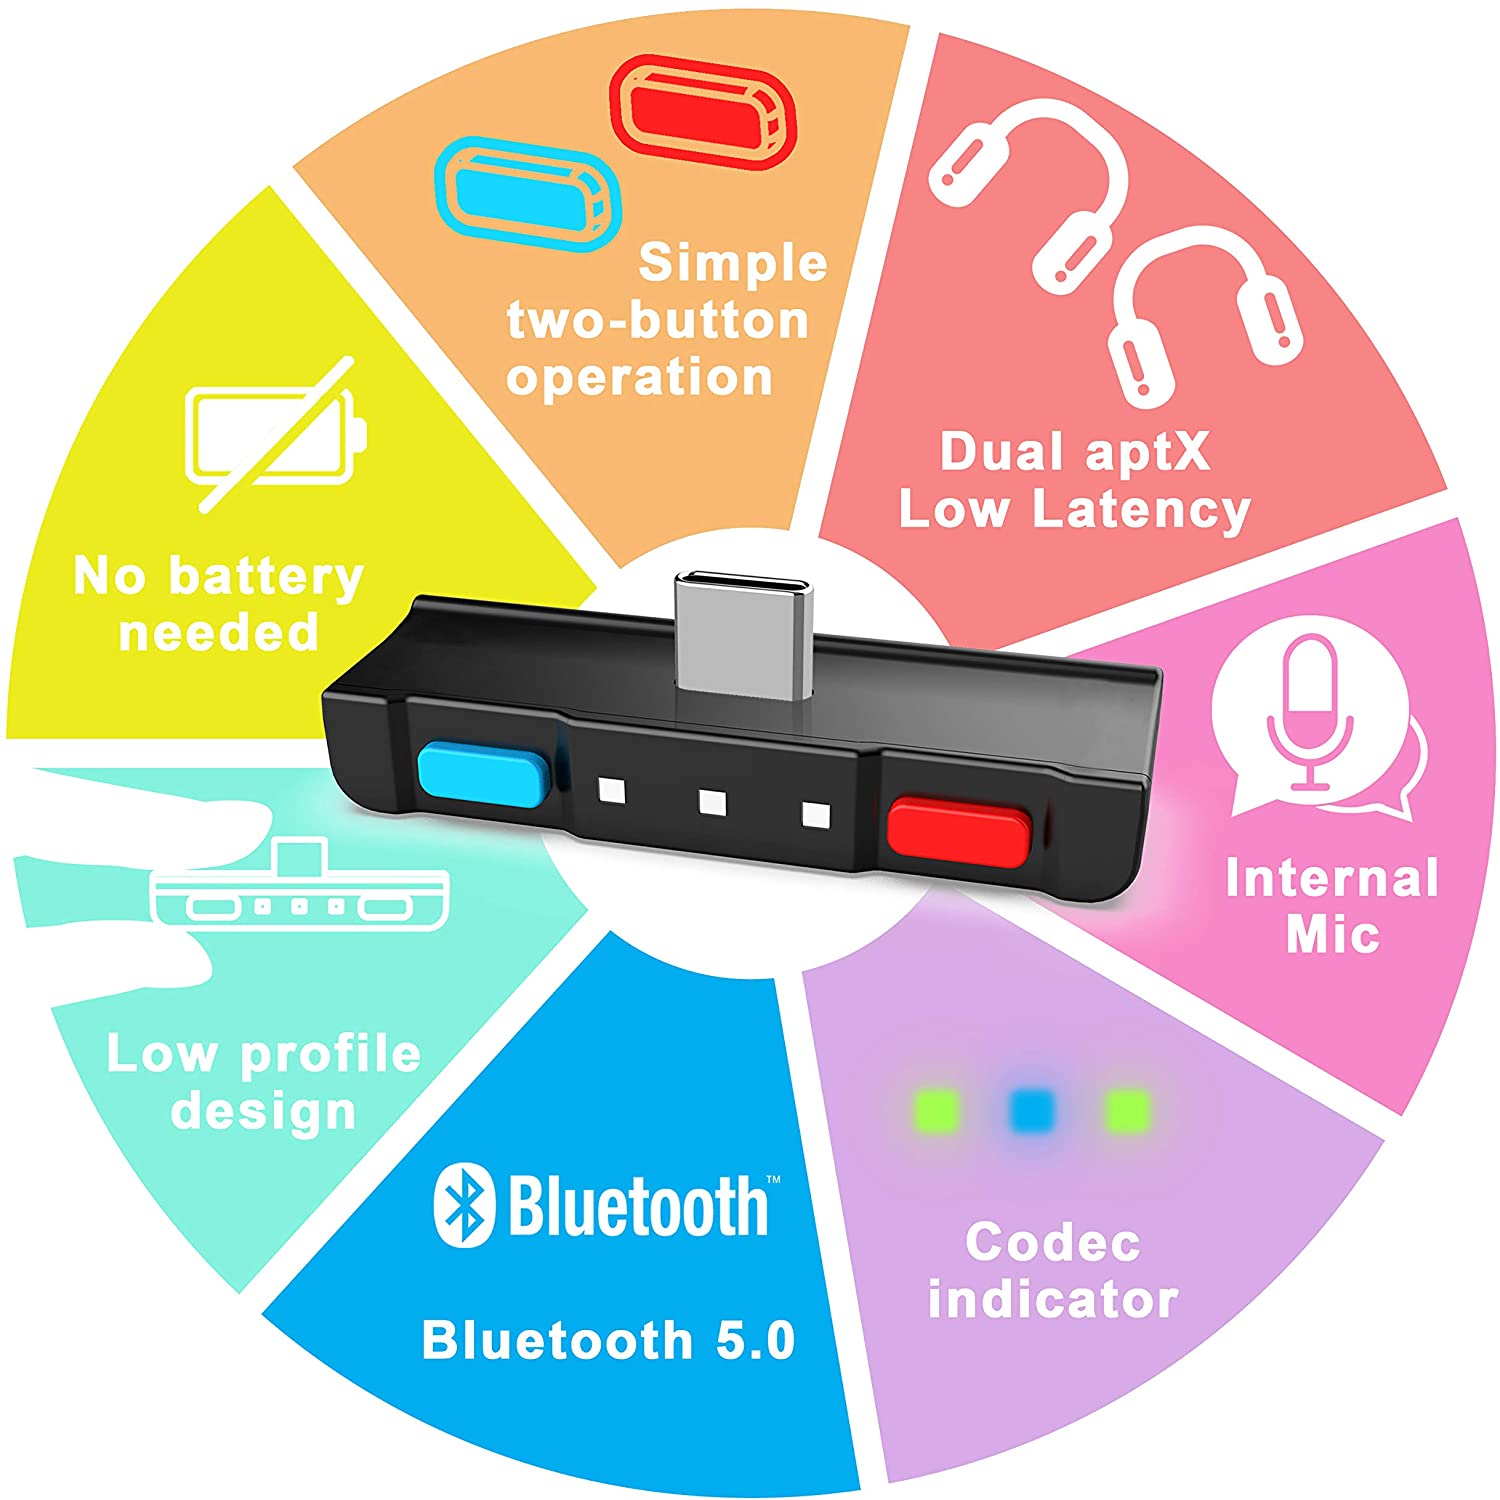 Simple
two-button
operation
Dual aptX
Low Latency
No battery
needed
Internal
Mic
Low profile
design
Bluetooth™
Bluetooth 5.0
Codec
indicator